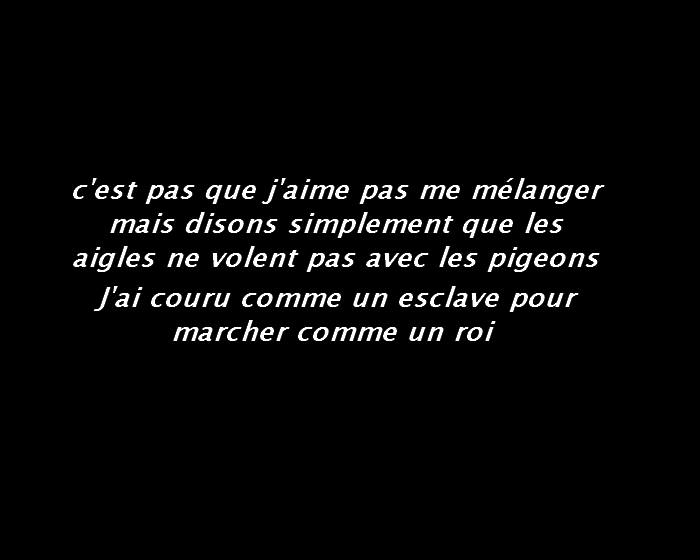 c'est pas que j'aime pas me mélanger
mais disons simplement que les
aigles ne volent pas avec les pigeons
J'ai couru comme un esclave pour
marcher comme un roi